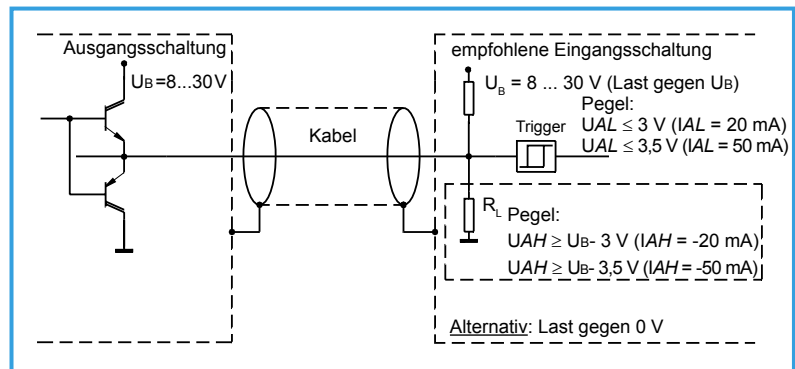 Ausgangsschaltung
UB=8...30V
Kabel
empfohlene Eingangsschaltung
UB = 8 ... 30 V (Last gegen UB)
Pegel:
UAL ≤ 3 V (IAL = 20 mA)
UAL ≤ 3,5 V (IAL = 50 mA)
Trigger
RL
Pegel:
UAH ≥ UB- 3 V (IAH = -20 mA)
UAH ≥ UB- 3,5 V (IAH = -50 mA)
Alternativ: Last gegen 0 V